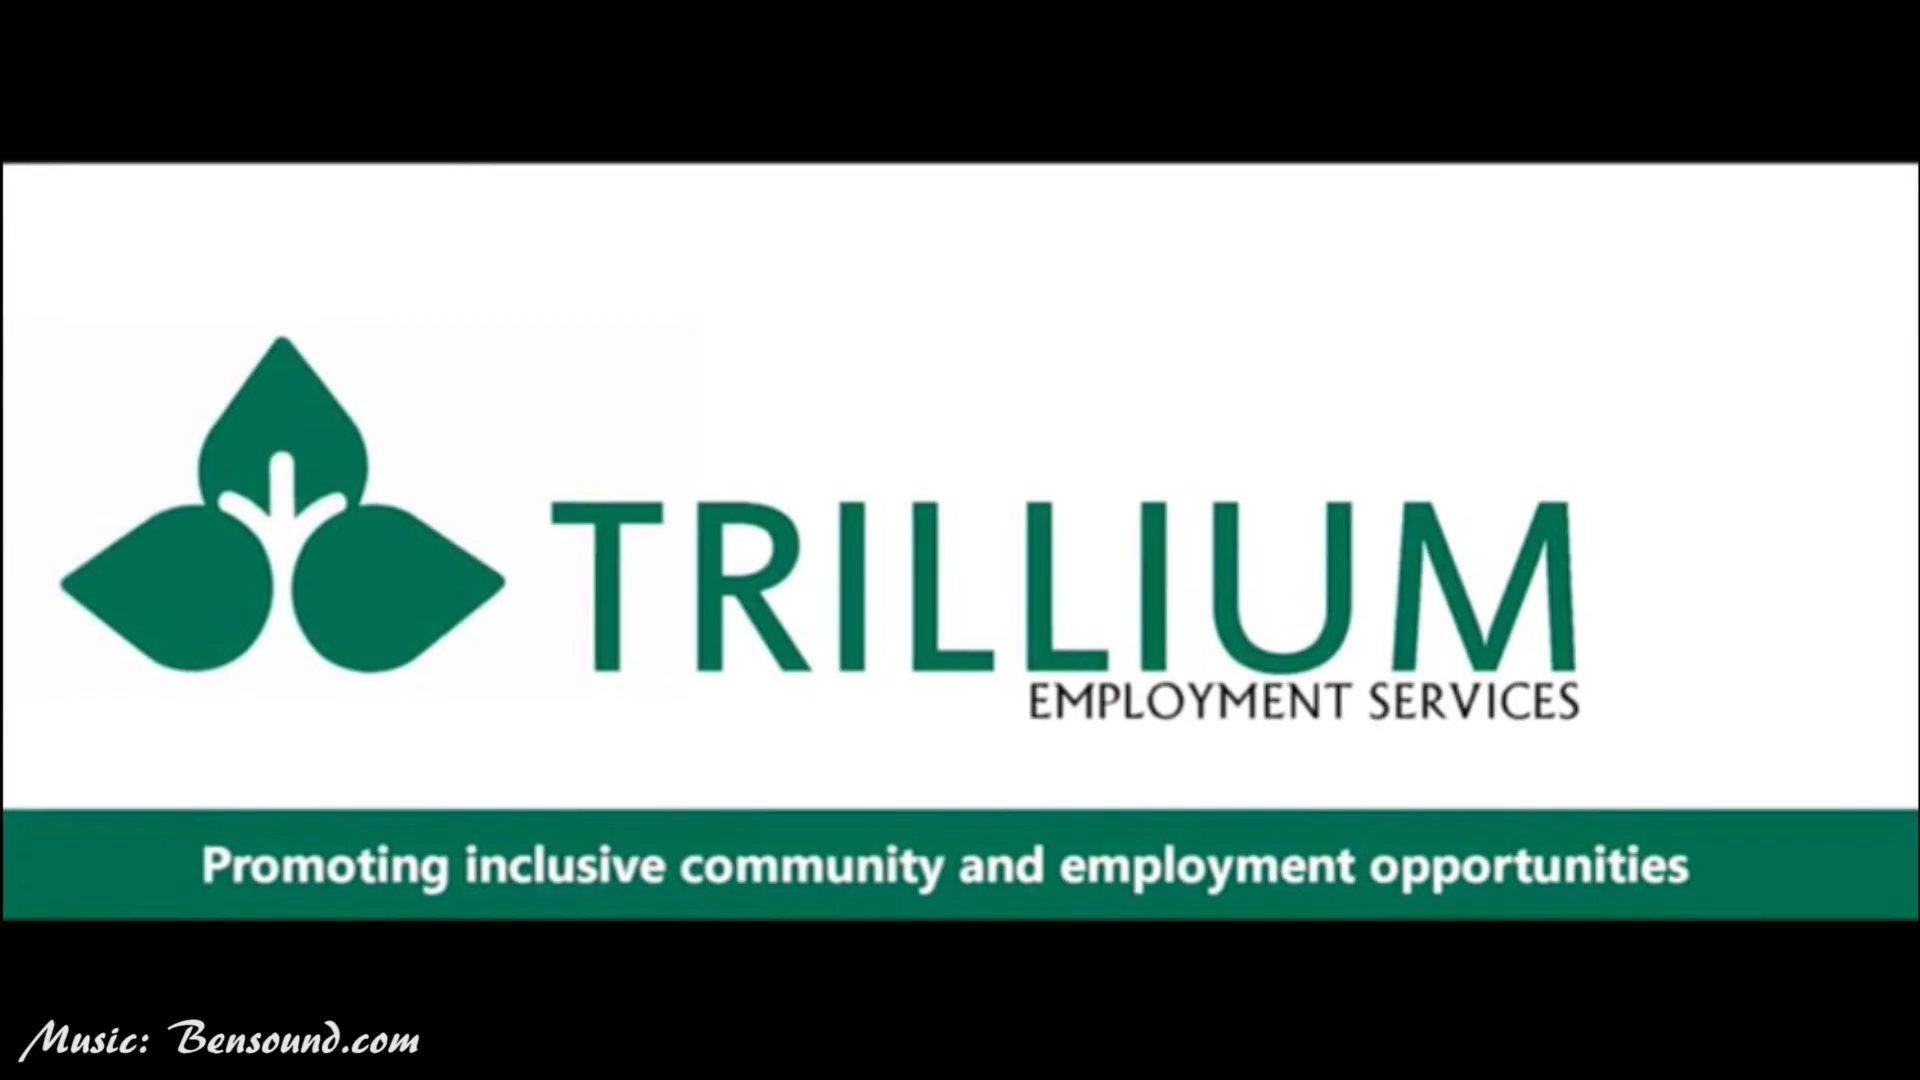 TRILLIUM
EMPLOYMENT SERVICES
Promoting inclusive community and employment opportunities
Music: Bensound.com